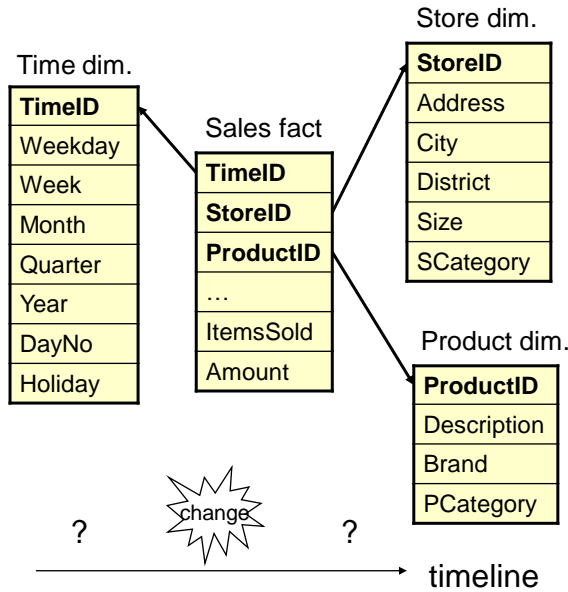 Time dim.
TimeID
Weekday
Week
Month
Quarter
Year
DayNo
Holiday
Sales fact
TimeID
StoreID
ProductID
…
ItemsSold
Amount
Store dim.
StoreID
Address
City
District
Size
SCategory
Product dim.
ProductID
Description
Brand
PCategory
?
change
?
timeline